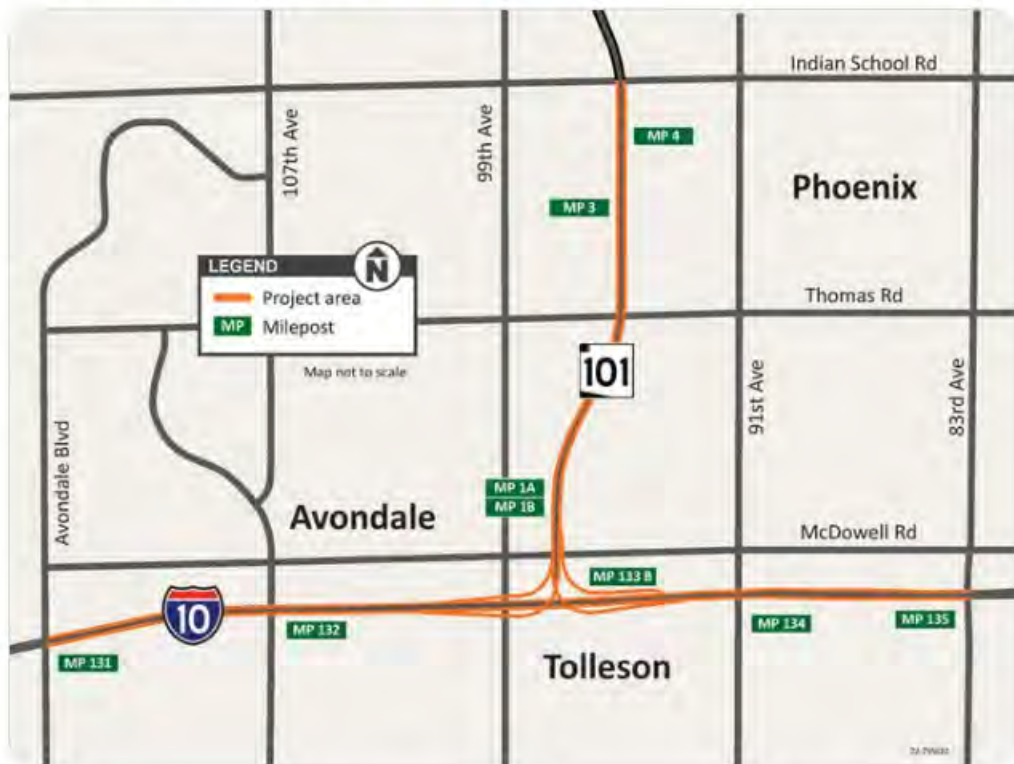 Indian School Rd
107th Ave
99th Ave
MP 4
Phoenix
MP 3
LEGEND
N
Project area
MP Milepost
Thomas Rd
Map not to scale
101
91st Ave
83rd Ave
Avondale Blvd
MP 1A
MP 1B
Avondale
McDowell Rd
MP 133 B
10
MP 132
MP 134
MP 135
MP 131
Tolleson